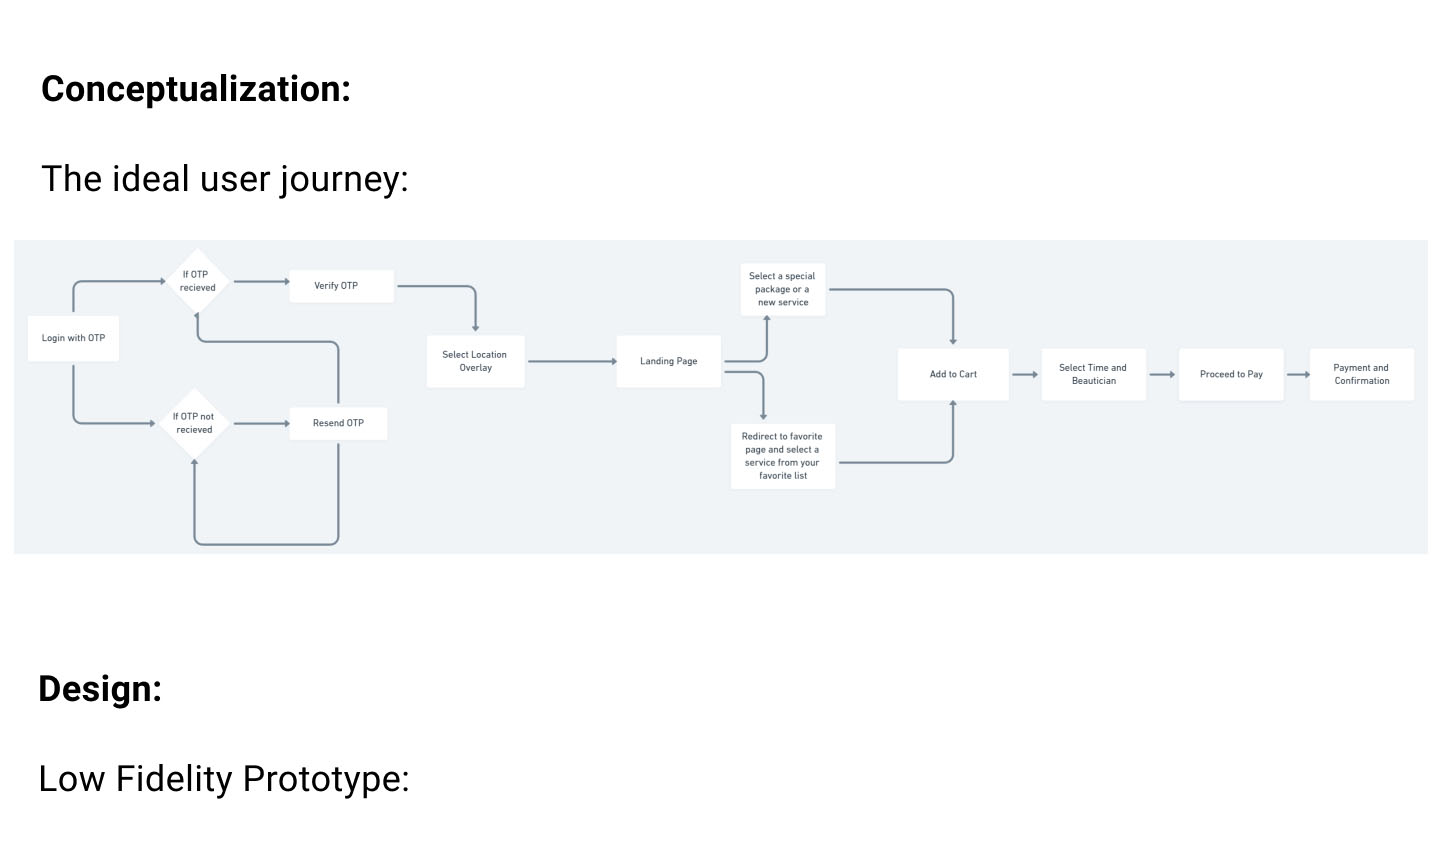 Conceptualization:
The ideal user journey:
If OTP
recieved
Verify OTP
Login with OTP
If OTP not
recieved
Resend OTP
Select Location
Overlay
Landing Page
Select a special
package or a
new service
Redirect to favorite
page and select a
service from your
favorite list
Add to Cart
Select Time and
Beautician
Proceed to Pay
Payment and
Confirmation
Design:
Low Fidelity Prototype: